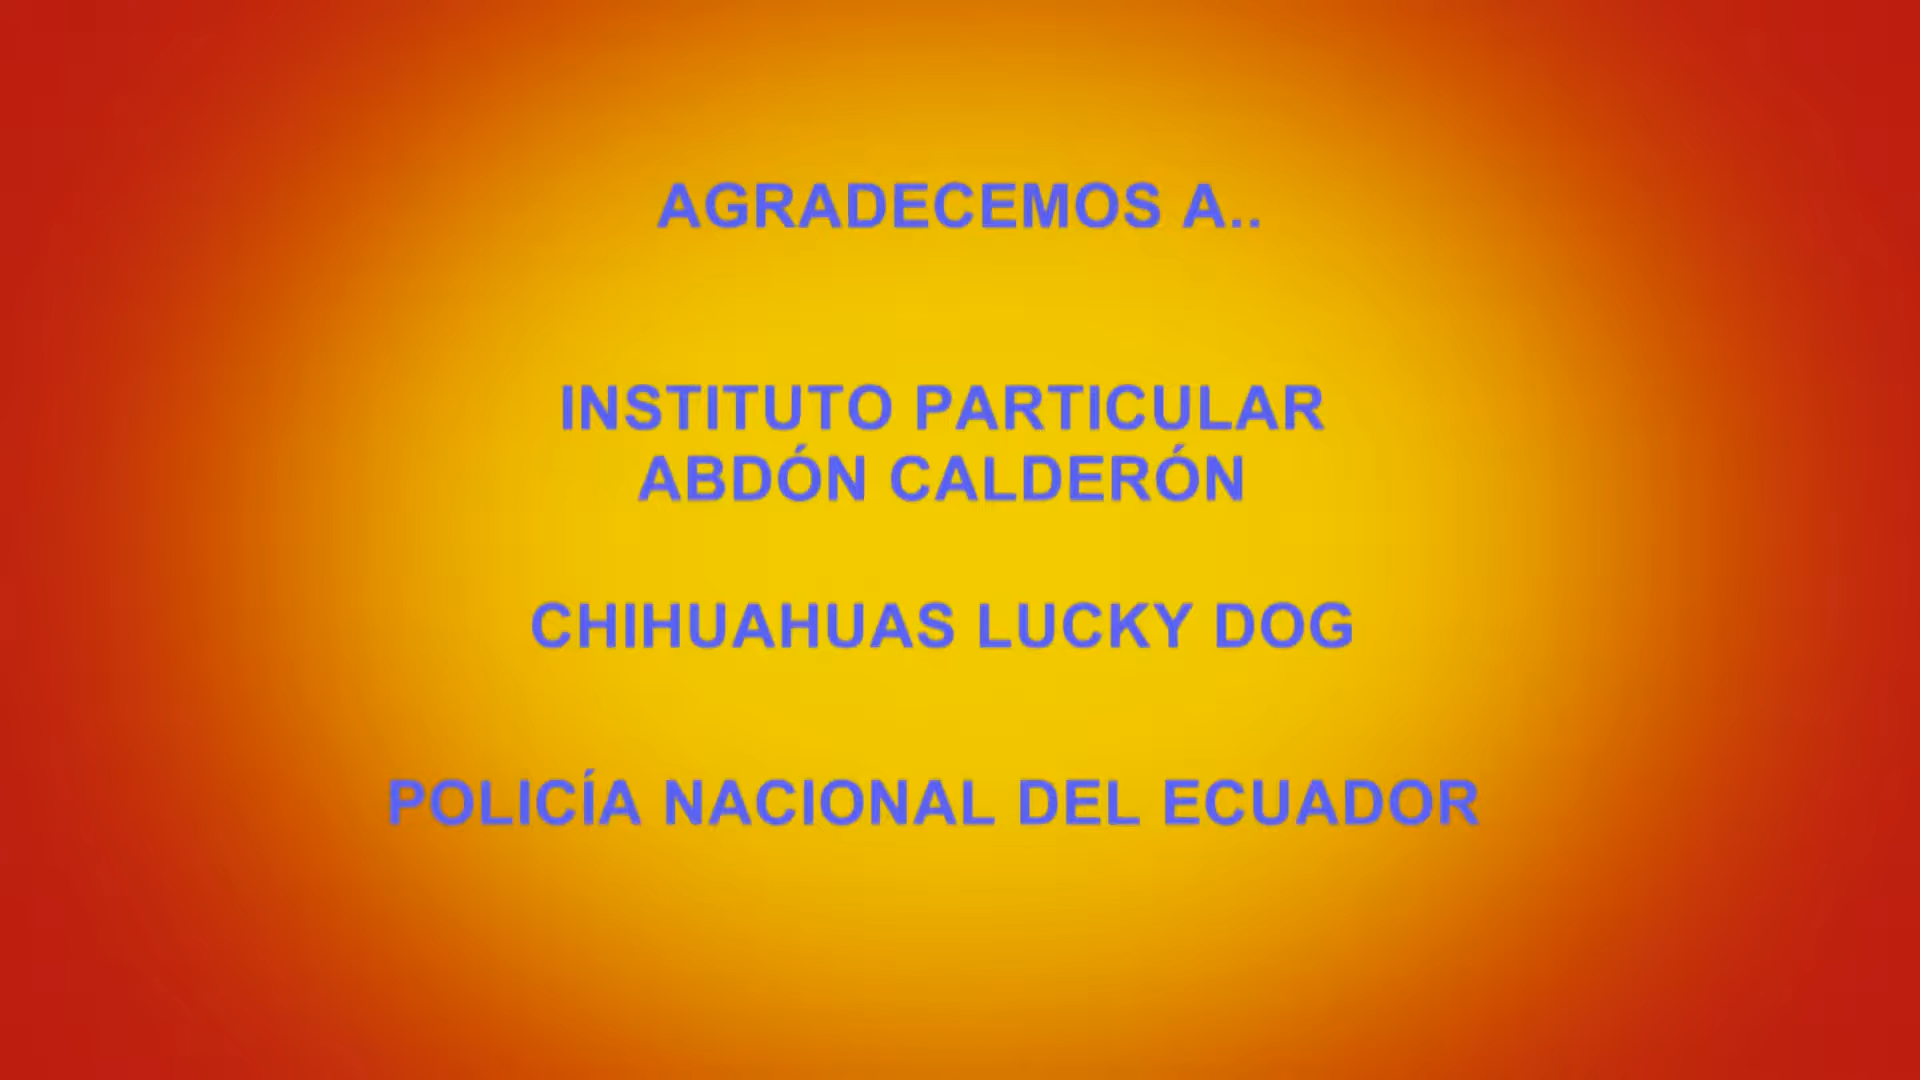 AGRADECEMOS A..
INSTITUTO PARTICULAR
ABDÓN CALDERÓN
CHIHUAHUAS LUCKY DOG
POLICÍA NACIONAL DEL ECUADOR